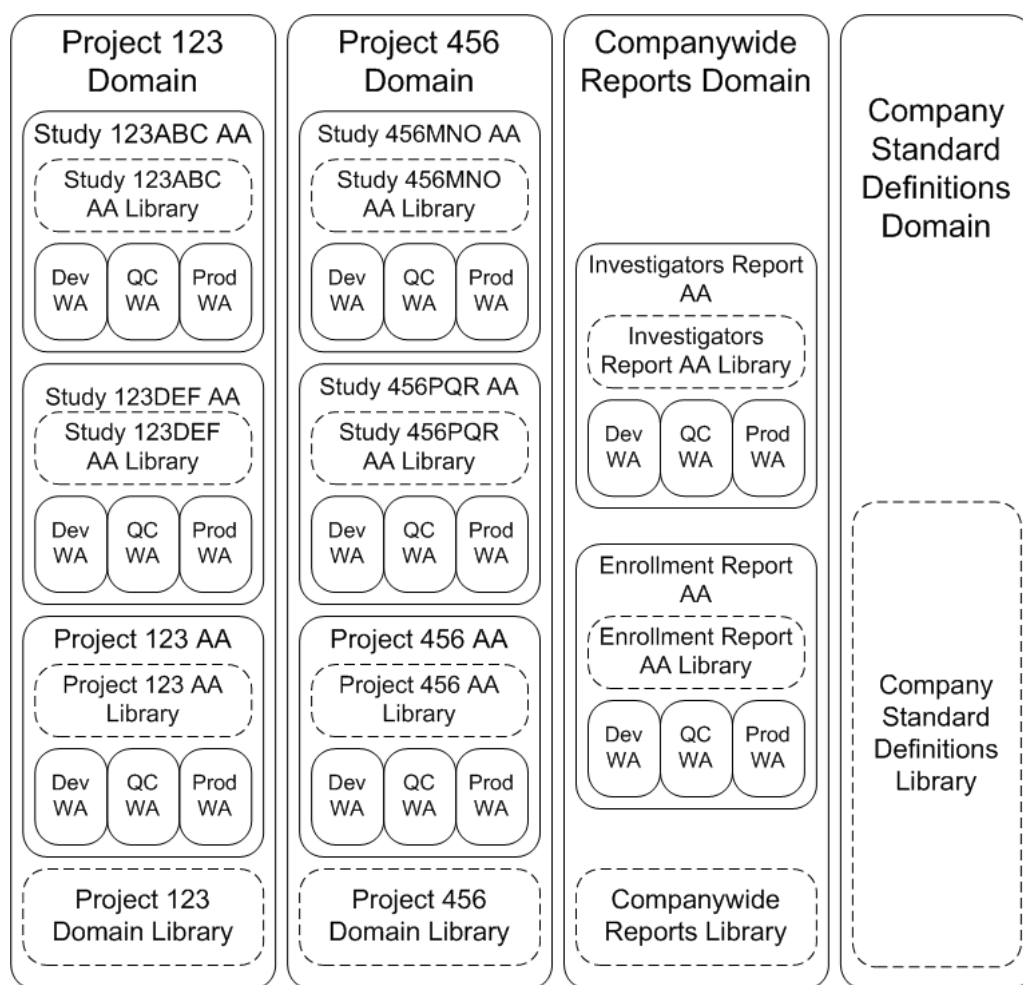 Project 123
Domain
Study 123ABC AA
Study 123ABC
AA Library
Dev
WA
QC
WA
Prod
WA
Study 123DEF AA
Study 123DEF
AA Library
Dev
WA
QC
WA
Prod
WA
Project 123 AA
Project 123 AA
Library
Dev
WA
QC
WA
Prod
WA
Project 123
Domain Library
Project 456
Domain
Study 456MNO AA
Study 456MNO
AA Library
Dev
WA
QC
WA
Prod
WA
Study 456PQR AA
Study 456PQR
AA Library
Dev
WA
QC
WA
Prod
WA
Project 456 AA
Project 456 AA
Library
Dev
WA
QC
WA
Prod
WA
Project 456
Domain Library
Companywide
Reports Domain
Investigators Report
AA
Investigators
Report AA Library
Dev
WA
QC
WA
Prod
WA
Enrollment Report
AA
Enrollment Report
AA Library
Dev
WA
QC
WA
Prod
WA
Companywide
Reports Library
Company
Standard
Definitions
Domain
Company
Standard
Definitions
Library